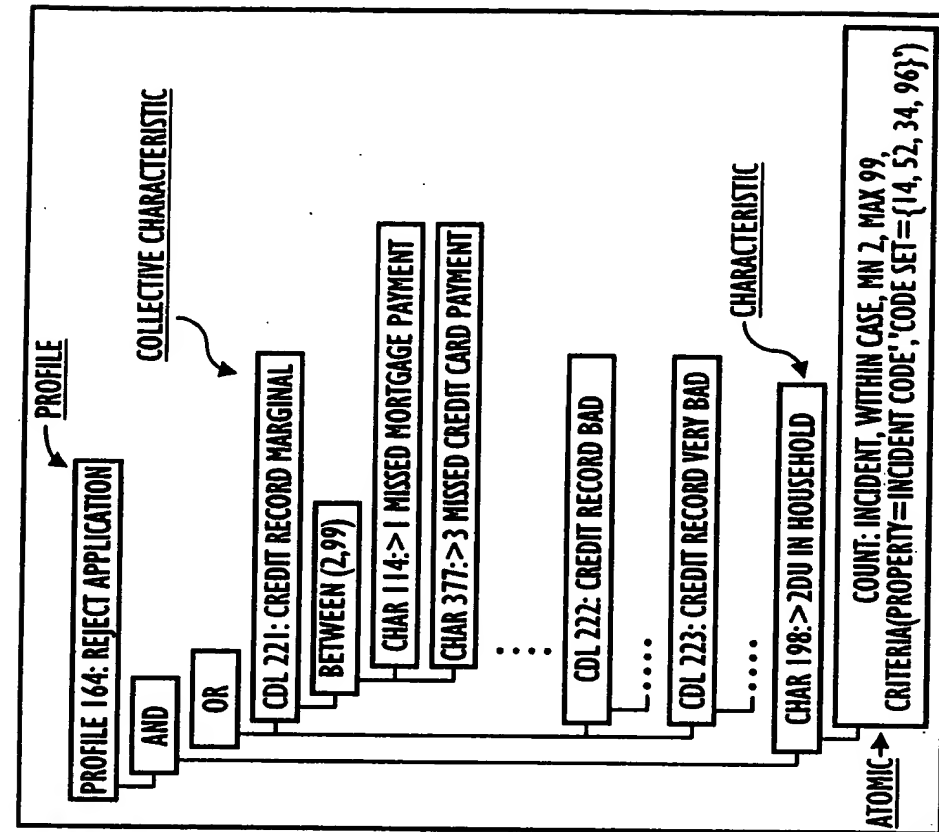 PROFILE
PROFILE 164: REJECT APPLICATION
AND
OR
COLLECTIVE CHARACTERISTIC
CDL 221: CREDIT RECORD MARGINAL
BETWEEN (2,99)
CHAR 114:>1 MISSED MORTGAGE PAYMENT
CHAR 377:>3 MISSED CREDIT CARD PAYMENT
CDL 222: CREDIT RECORD BAD
CDL 223: CREDIT RECORD VERY BAD
CHARACTERISTIC
CHAR 198:>2DU IN HOUSEHOLD
ATOMIC
COUNT: INCIDENT, WITHIN CASE, MN 2, MAX 99,
CRITERIA(PROPERTY=INCIDENT CODE','CODE SET={14, 52, 34, 96}')